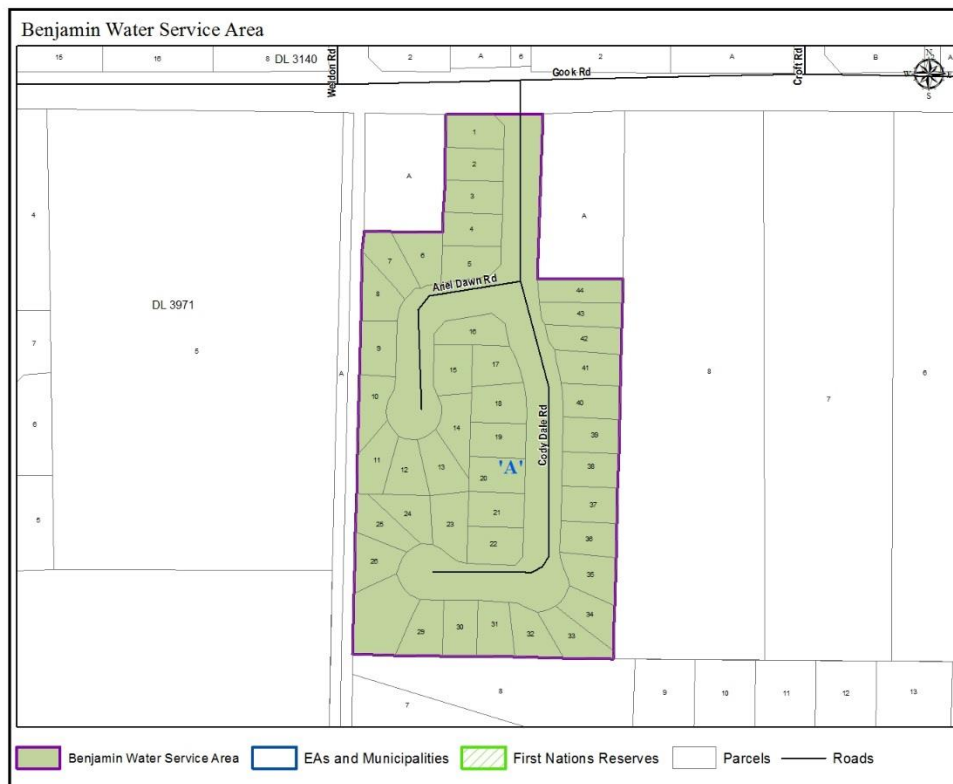 Benjamin Water Service Area
15
16
8
DL 3140
Weldon Rd
2
A
6
2
A
Croft Rd
B
A
N
W
E
S
Gook Rd
1
2
3
4
5
A
A
4
7
6
8
9
10
Ariel Dawn Rd
44
43
42
41
40
39
38
37
36
35
34
33
DL 3971
5
7
6
5
A
16
15
17
18
14
19
'A'
20
21
22
Cody Dale Rd
11
12
13
25
24
23
26
29
30
31
32
8
7
6
7
8
9
10
11
12
13
Benjamin Water Service Area
EAs and Municipalities
First Nations Reserves
Parcels
Roads